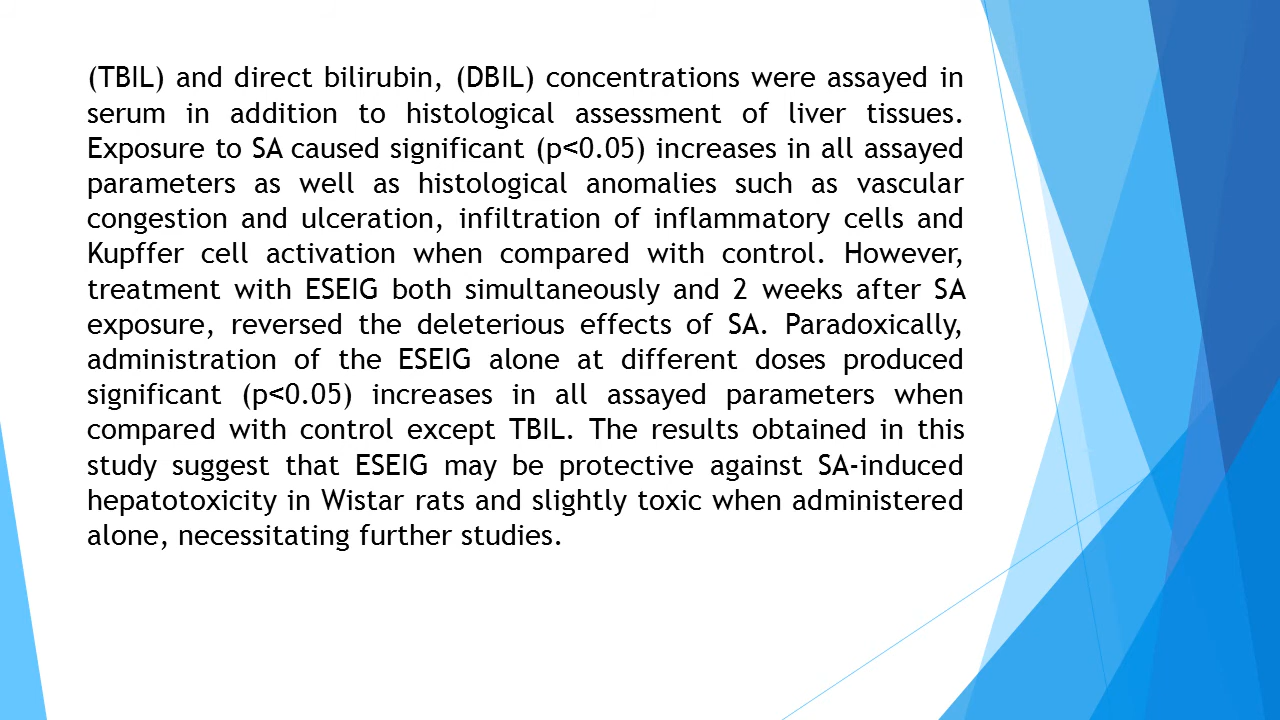 (TBIL) and direct bilirubin, (DBIL) concentrations were assayed in
serum in addition to histological assessment of liver tissues.
Exposure to SA caused significant (p<0.05) increases in all assayed
parameters as well as histological anomalies such as vascular
congestion and ulceration, infiltration of inflammatory cells and
Kupffer cell activation when compared with control. However,
treatment with ESEIG both simultaneously and 2 weeks after SA
exposure, reversed the deleterious effects of SA. Paradoxically,
administration of the ESEIG alone at different doses produced
significant (p<0.05) increases in all assayed parameters when
compared with control except TBIL. The results obtained in this
study suggest that ESEIG may be protective against SA-induced
hepatotoxicity in Wistar rats and slightly toxic when administered
alone, necessitating further studies.